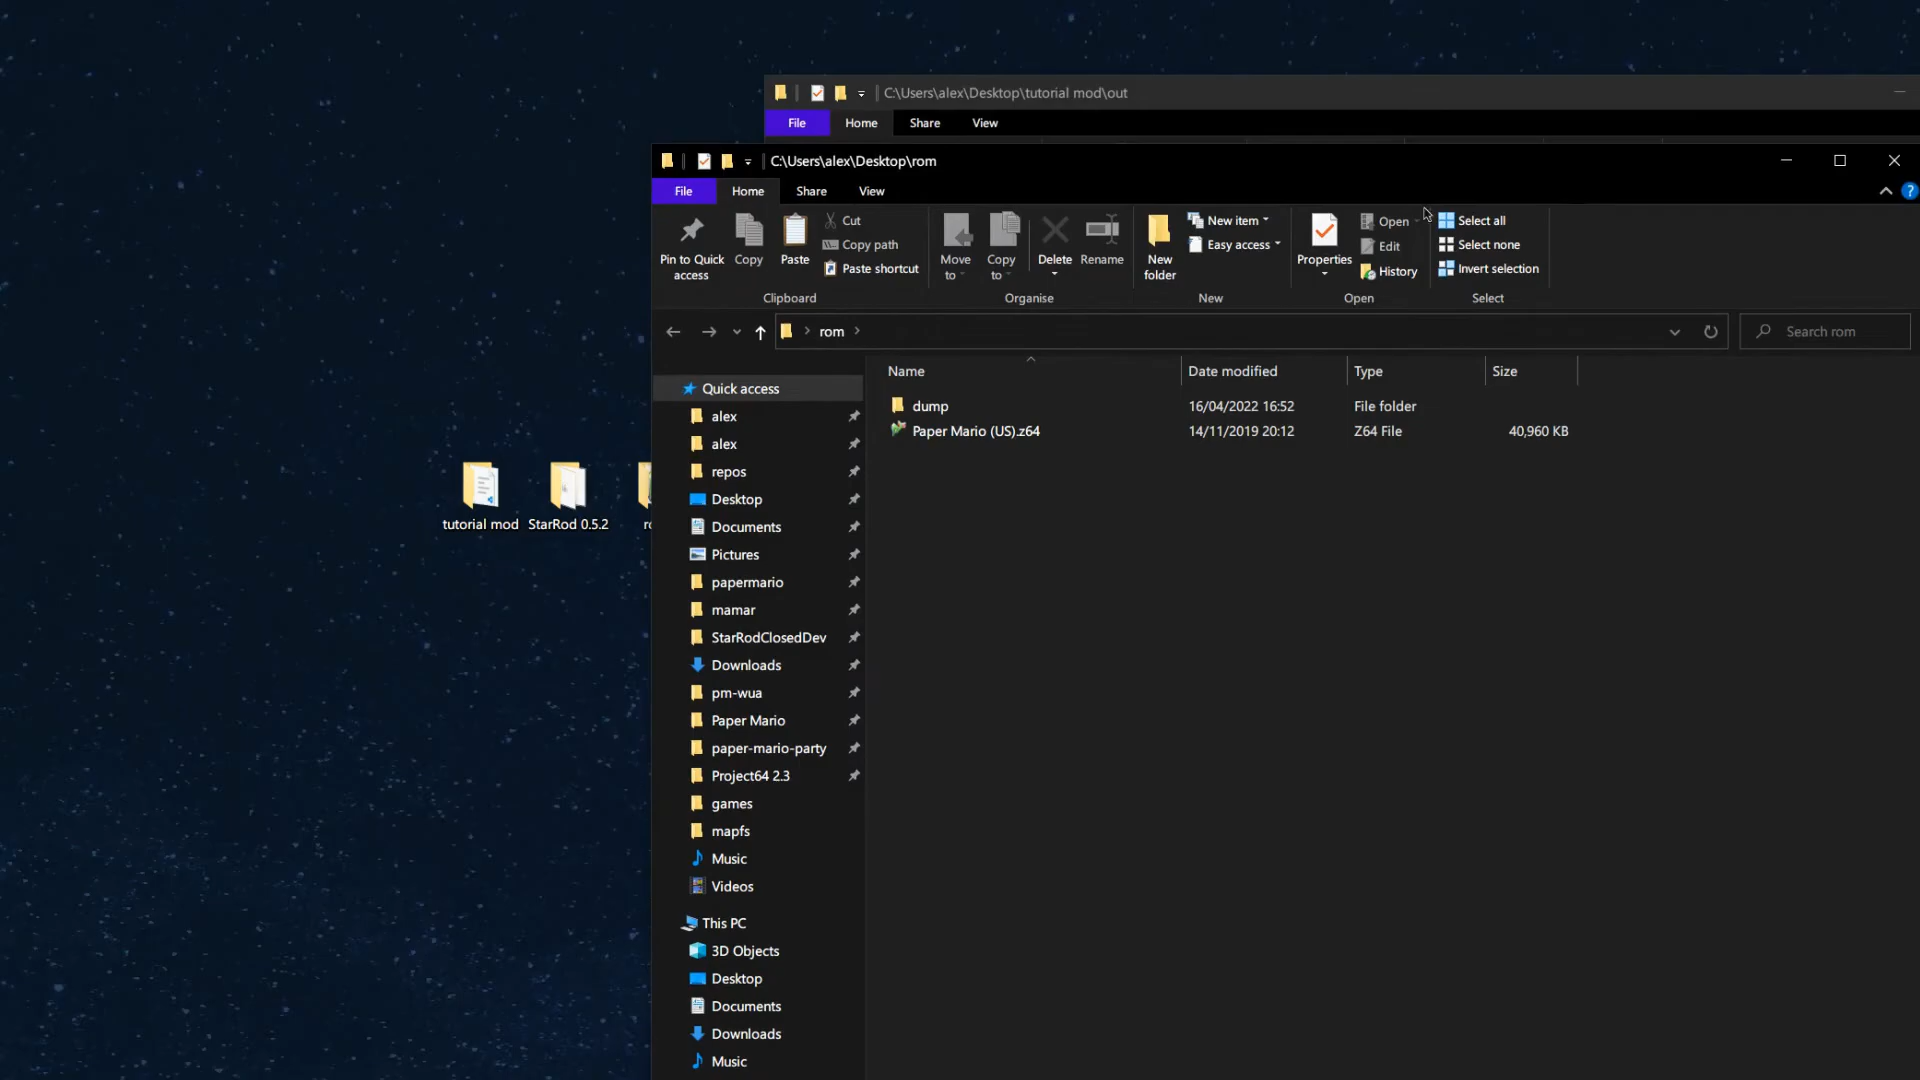 C:\Users\alex\Desktop\tutorial mod\out
File Home Share View
C:\Users\alex\Desktop\rom
File Home Share View
Pin to Quick access
Copy
Paste
Cut
Copy path
Paste shortcut
Clipboard
Move to
Copy to
Delete
Rename
Organise
New folder
New item
Easy access
New
Properties
Open
Edit
History
Open
Select all
Select none
Invert selection
Select
rom
Search rom
Name Date modified Type Size
dump 16/04/2022 16:52 File folder
Paper Mario (US).z64 14/11/2019 20:12 Z64 File 40,960 KB
Quick access
alex
alex
repos
Desktop
Documents
Pictures
papermario
mamar
StarRodClosedDev
Downloads
pm-wua
Paper Mario
paper-mario-party
Project64 2.3
games
mapfs
Music
Videos
This PC
3D Objects
Desktop
Documents
Downloads
Music
tutorial mod
StarRod 0.5.2